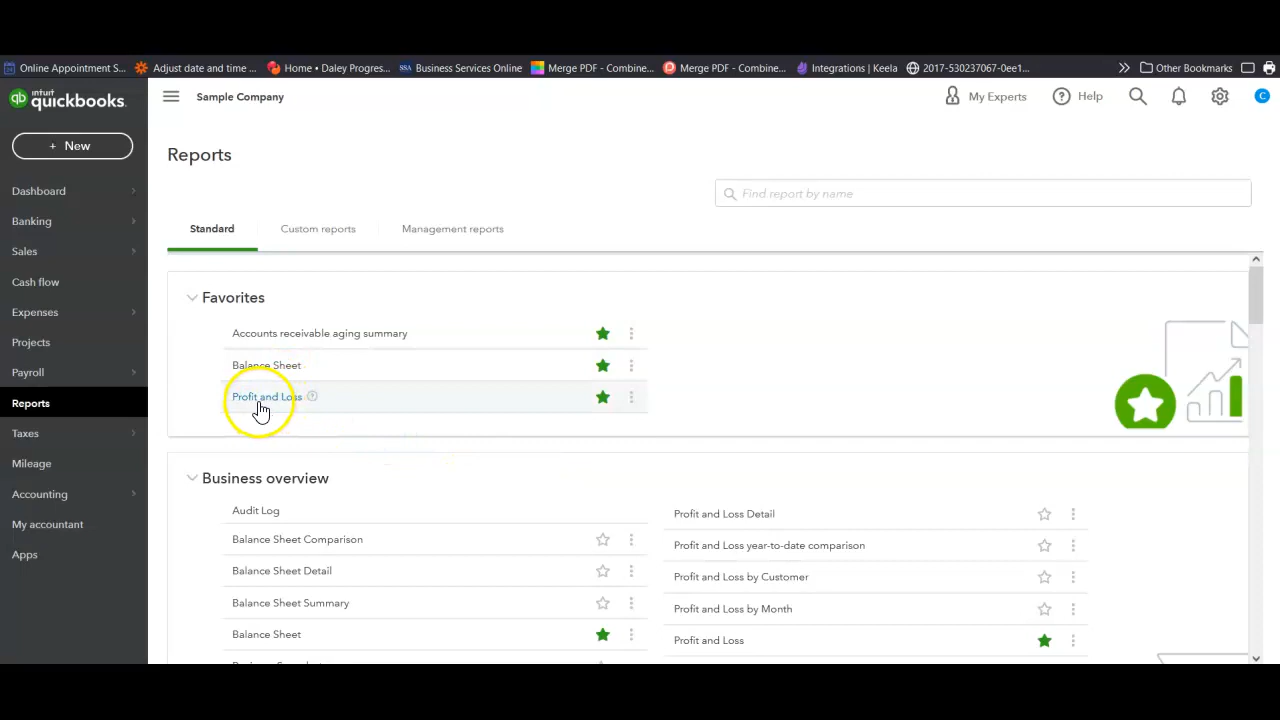 Online Appointment S...
Adjust date and time ...
Home • Daley Progres...
SSA Business Services Online
Merge PDF - Combine...
Merge PDF - Combine...
Integrations | Keela
2017-530237067-0ee1...
Other Bookmarks
intuit
quickbooks.
Sample Company
My Experts
Help
C
+ New
Reports
Find report by name
Dashboard
Banking
Sales
Cash flow
Expenses
Projects
Payroll
Reports
Taxes
Mileage
Accounting
My accountant
Apps
Standard
Custom reports
Management reports
Favorites
Accounts receivable aging summary
Balance Sheet
Profit and Loss
Business overview
Audit Log
Balance Sheet Comparison
Balance Sheet Detail
Balance Sheet Summary
Balance Sheet
Profit and Loss Detail
Profit and Loss year-to-date comparison
Profit and Loss by Customer
Profit and Loss by Month
Profit and Loss